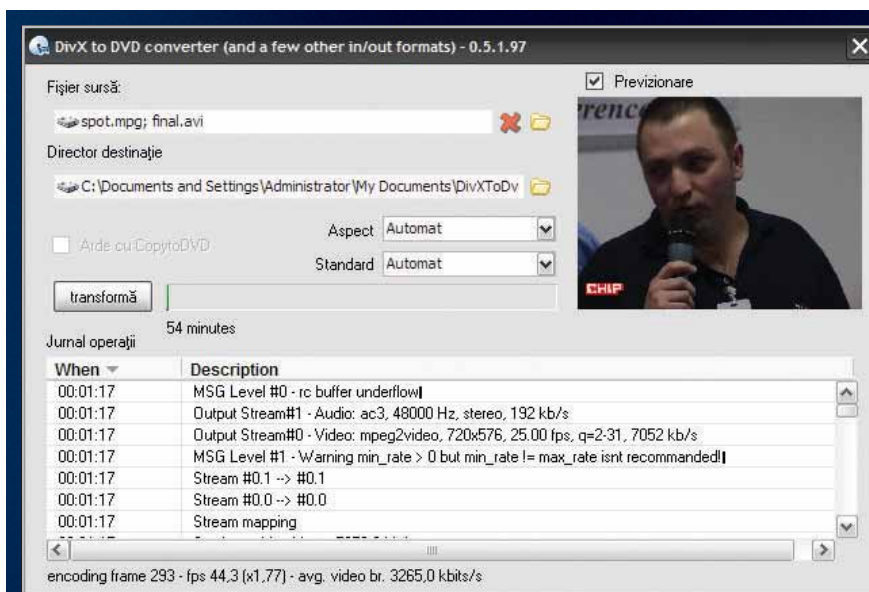 DivX to DVD converter (and a few other in/out formats) - 0.5.1.97
Fişier sursă:
spot.mpg; final.avi
Previzionare
Director destinaţie
C:\Documents and Settings\Administrator\My Documents\DivXToDv
Arde cu CopytoDVD
Aspect Automat
Standard Automat
CHIP
transformă
54 minutes
Jurnal operaţii
When Description
00:01:17 MSG Level #0 - rc buffer underflow
00:01:17 Output Stream#1 - Audio: ac3, 48000 Hz, stereo, 192 kb/s
00:01:17 Output Stream#0 - Video: mpeg2video, 720x576, 25.00 fps, q=2-31, 7052 kb/s
00:01:17 MSG Level #1 - Warning min_rate > 0 but min_rate != max_rate isnt recommanded!
00:01:17 Stream #0.1 --> #0.1
00:01:17 Stream #0.0 --> #0.0
00:01:17 Stream mapping
encoding frame 293 - fps 44,3 (x1,77) - avg. video br. 3265,0 kbits/s